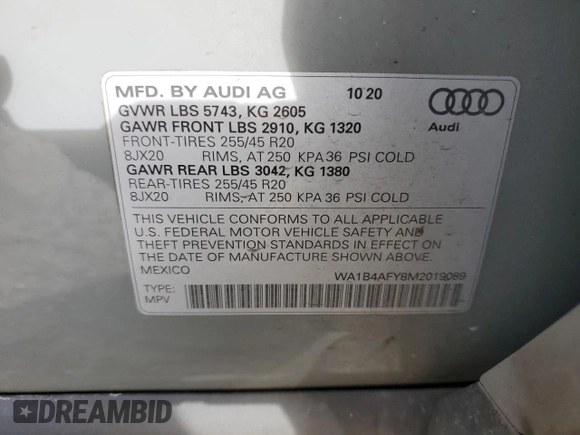 MFD. BY AUDI AG 10 20
GVWR LBS 5743, KG 2605
GAWR FRONT LBS 2910, KG 1320
FRONT-TIRES 255/45 R20
8JX20 RIMS, AT 250 KPA 36 PSI COLD
GAWR REAR LBS 3042, KG 1380
REAR-TIRES 255/45 R20
8JX20 RIMS, AT 250 KPA 36 PSI COLD
Audi
THIS VEHICLE CONFORMS TO ALL APPLICABLE
U.S. FEDERAL MOTOR VEHICLE SAFETY AND
THEFT PREVENTION STANDARDS IN EFFECT ON
THE DATE OF MANUFACTURE SHOWN ABOVE.
MEXICO WA1B4AFY8M2019089
TYPE:
MPV
DREAMBID